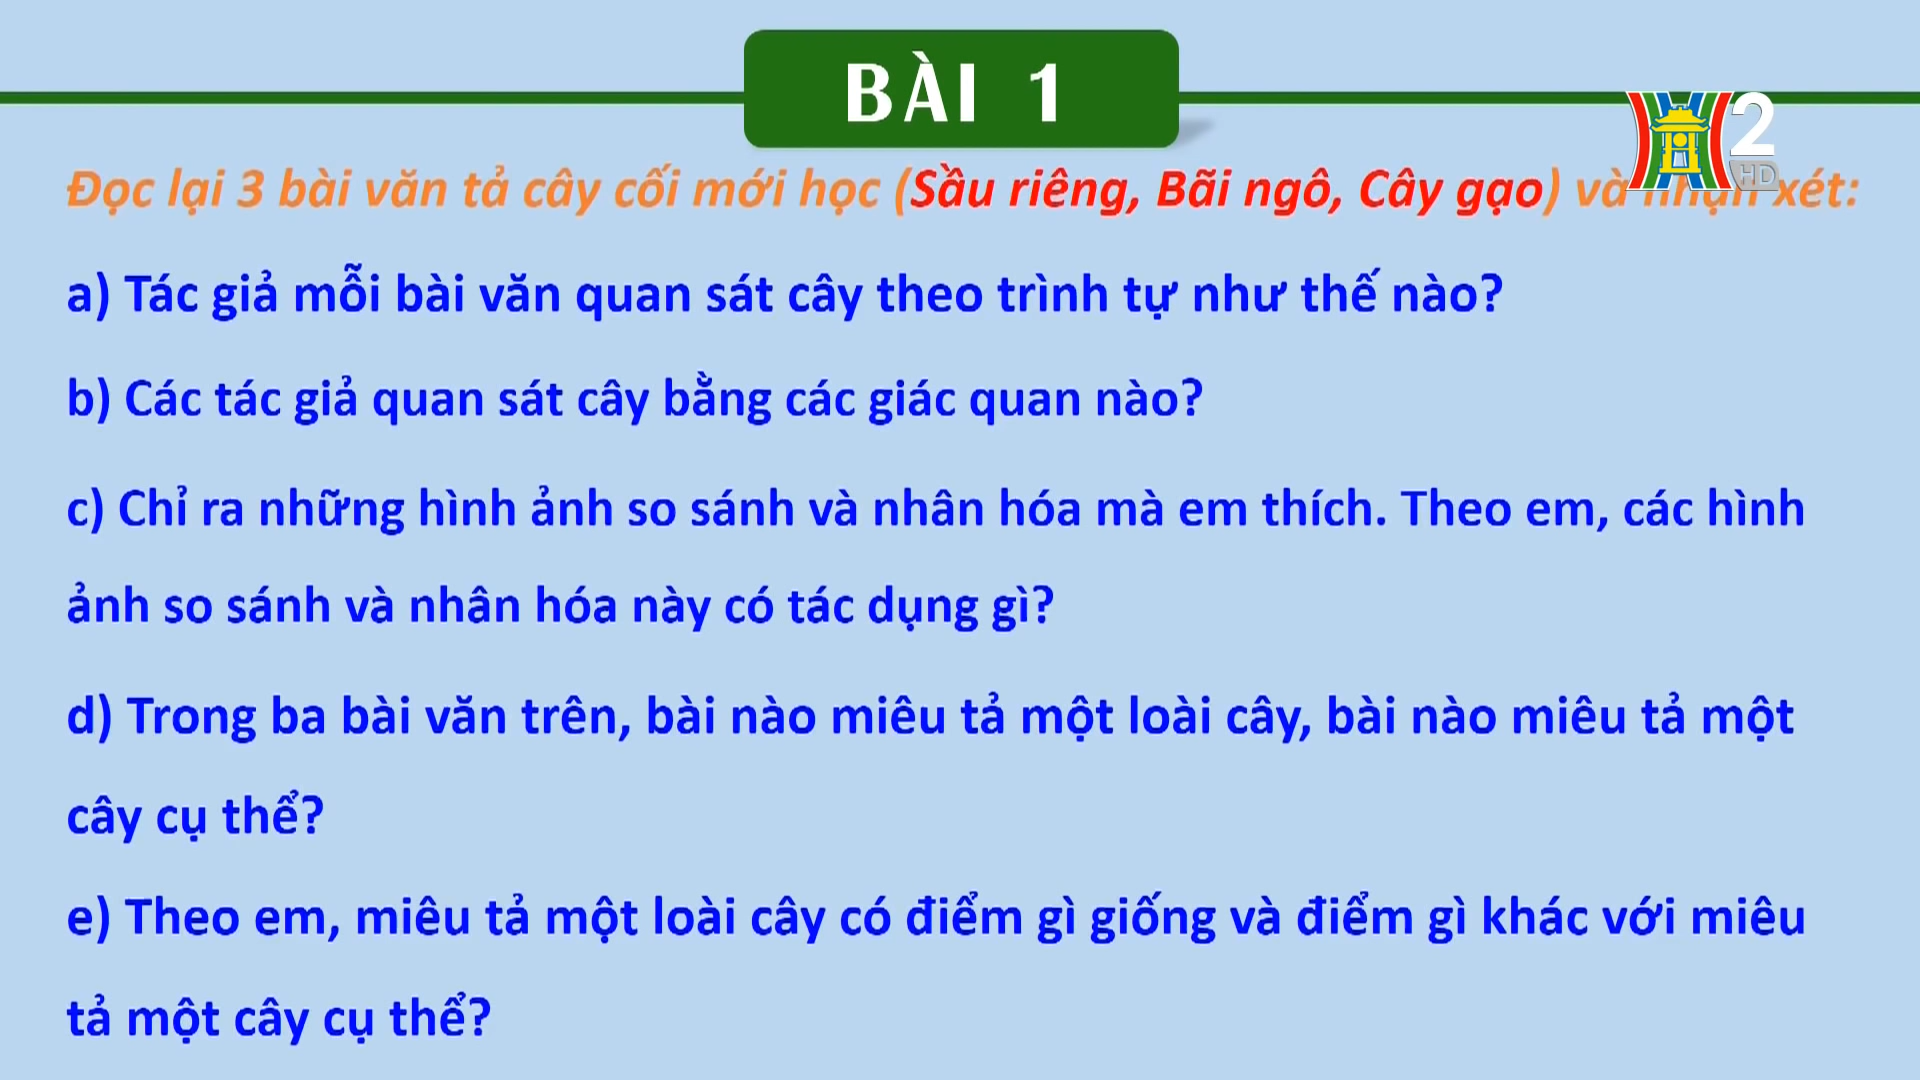 BÀI 1
2
HD
Đọc lại 3 bài văn tả cây cối mới học (Sầu riêng, Bãi ngô, Cây gạo) và nhận xét:
a) Tác giả mỗi bài văn quan sát cây theo trình tự như thế nào?
b) Các tác giả quan sát cây bằng các giác quan nào?
c) Chỉ ra những hình ảnh so sánh và nhân hóa mà em thích. Theo em, các hình
ảnh so sánh và nhân hóa này có tác dụng gì?
d) Trong ba bài văn trên, bài nào miêu tả một loài cây, bài nào miêu tả một
cây cụ thể?
e) Theo em, miêu tả một loài cây có điểm gì giống và điểm gì khác với miêu
tả một cây cụ thể?